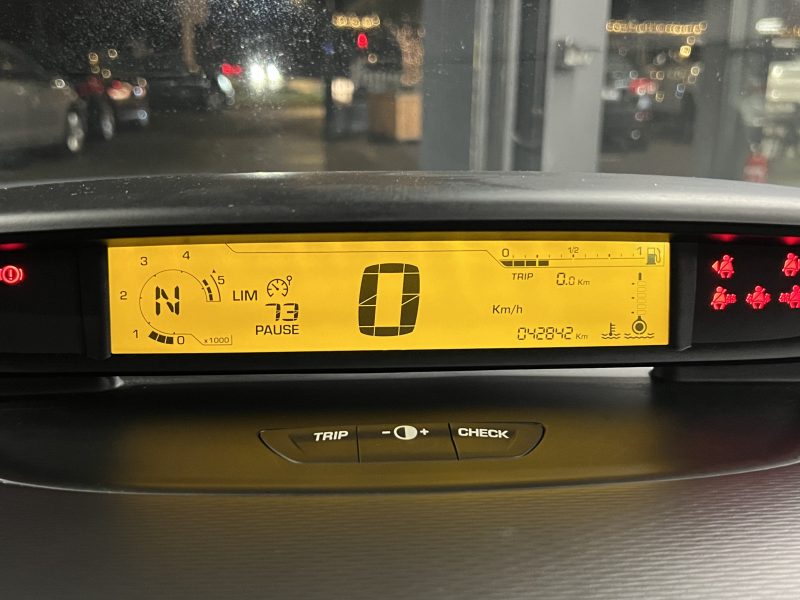 0 1/2 1
4
3 5
2 N LIM 73 0 TRIP 0.0 Km
PAUSE Km/h
1 0 x1000 042842 Km
TRIP - + CHECK